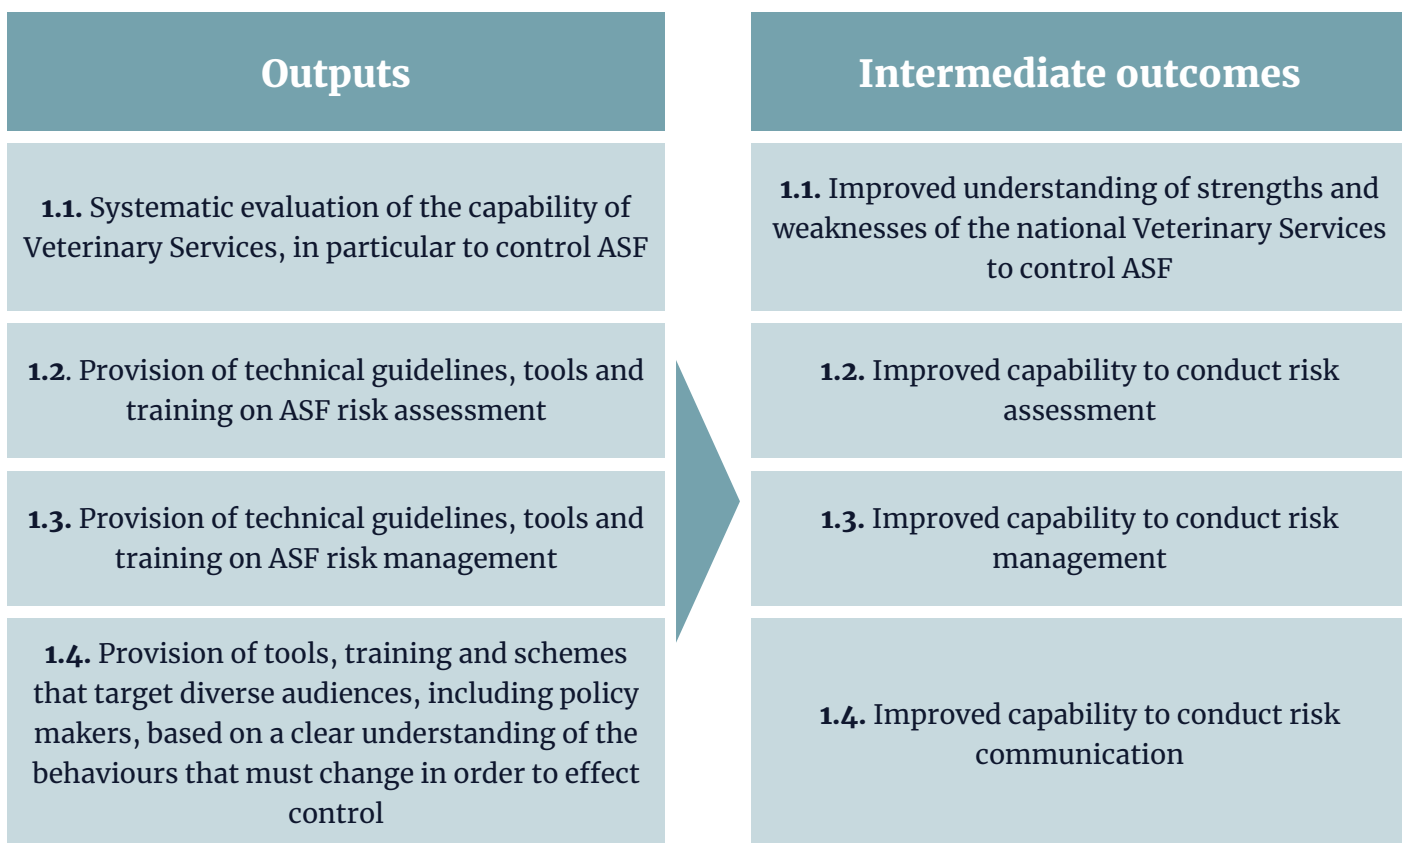 Outputs
1.1. Systematic evaluation of the capability of
Veterinary Services, in particular to control ASF
1.2. Provision of technical guidelines, tools and
training on ASF risk assessment
1.3. Provision of technical guidelines, tools and
training on ASF risk management
1.4. Provision of tools, training and schemes
that target diverse audiences, including policy
makers, based on a clear understanding of the
behaviours that must change in order to effect
control
Intermediate outcomes
1.1. Improved understanding of strengths and
weaknesses of the national Veterinary Services
to control ASF
1.2. Improved capability to conduct risk
assessment
1.3. Improved capability to conduct risk
management
1.4. Improved capability to conduct risk
communication